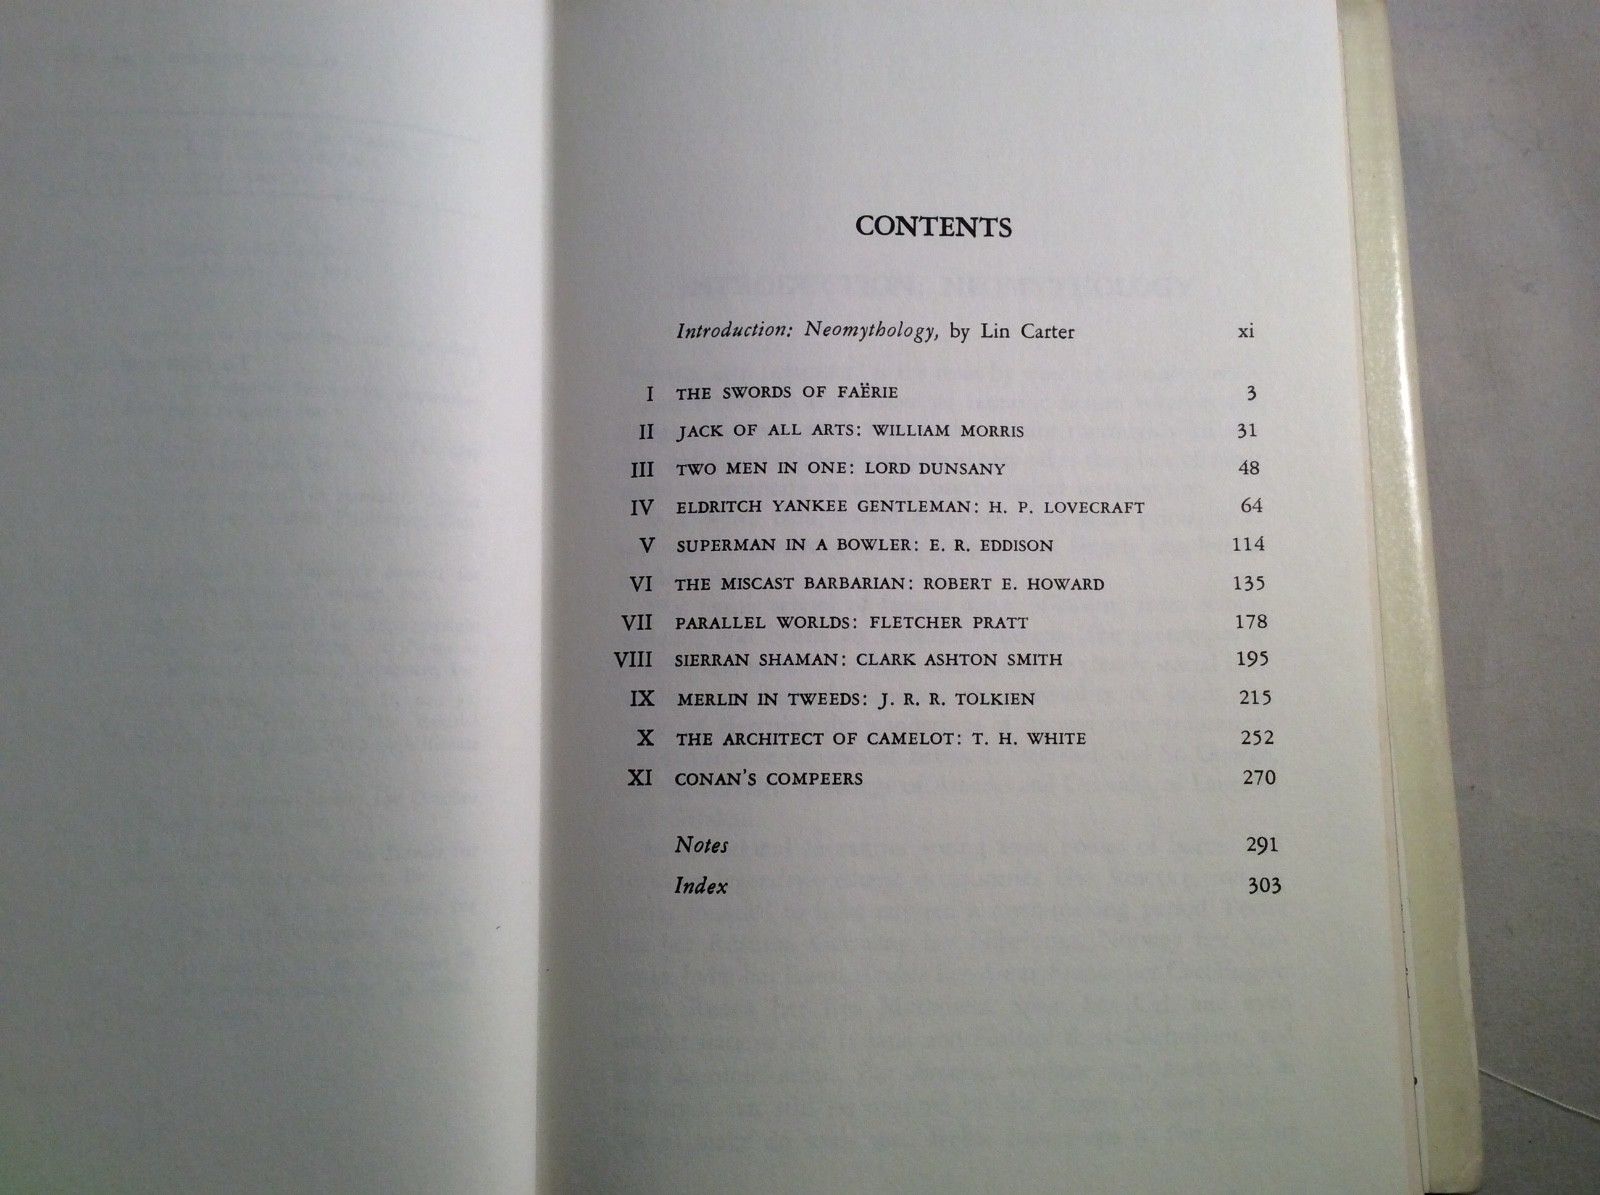 CONTENTS
Introduction: Neomythology, by Lin Carter xi
I THE SWORDS OF FAËRIE 3
II JACK OF ALL ARTS: WILLIAM MORRIS 31
III TWO MEN IN ONE: LORD DUNSANY 48
IV ELDRITCH YANKEE GENTLEMAN: H. P. LOVECRAFT 64
V SUPERMAN IN A BOWLER: E. R. EDDISON 114
VI THE MISCAST BARBARIAN: ROBERT E. HOWARD 135
VII PARALLEL WORLDS: FLETCHER PRATT 178
VIII SIERRAN SHAMAN: CLARK ASHTON SMITH 195
IX MERLIN IN TWEEDS: J. R. R. TOLKIEN 215
X THE ARCHITECT OF CAMELOT: T. H. WHITE 252
XI CONAN'S COMPEERS 270
Notes 291
Index 303